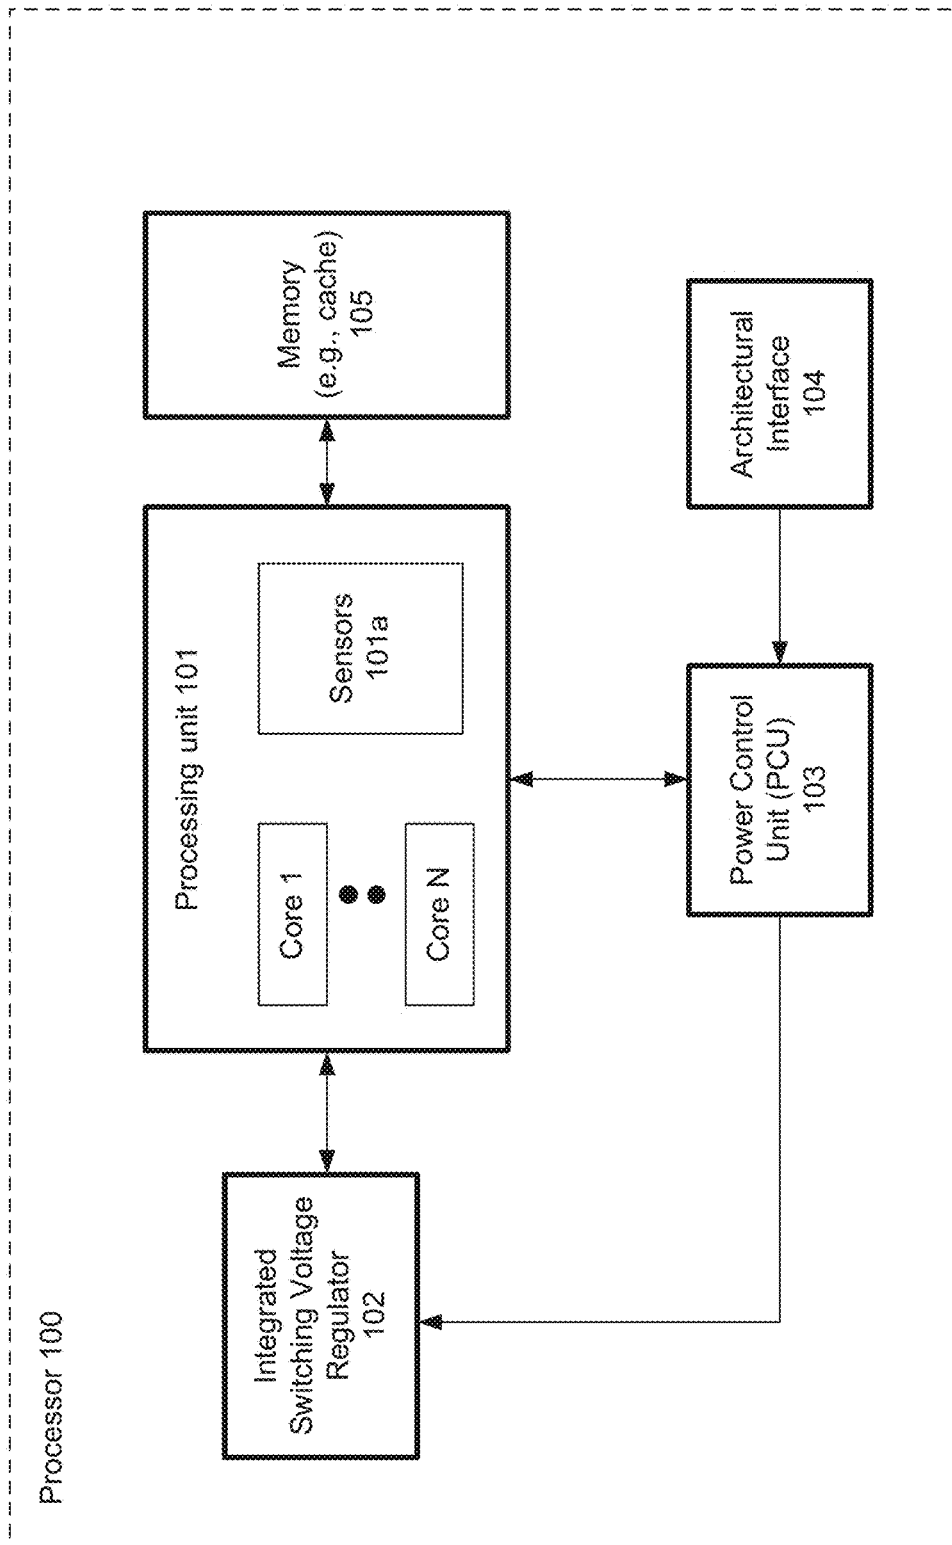 Processor 100
Integrated
Switching Voltage
Regulator
102
Processing unit 101
Core 1
Core N
Sensors
101a
Memory
(e.g., cache)
105
Power Control
Unit (PCU)
103
Architectural
Interface
104